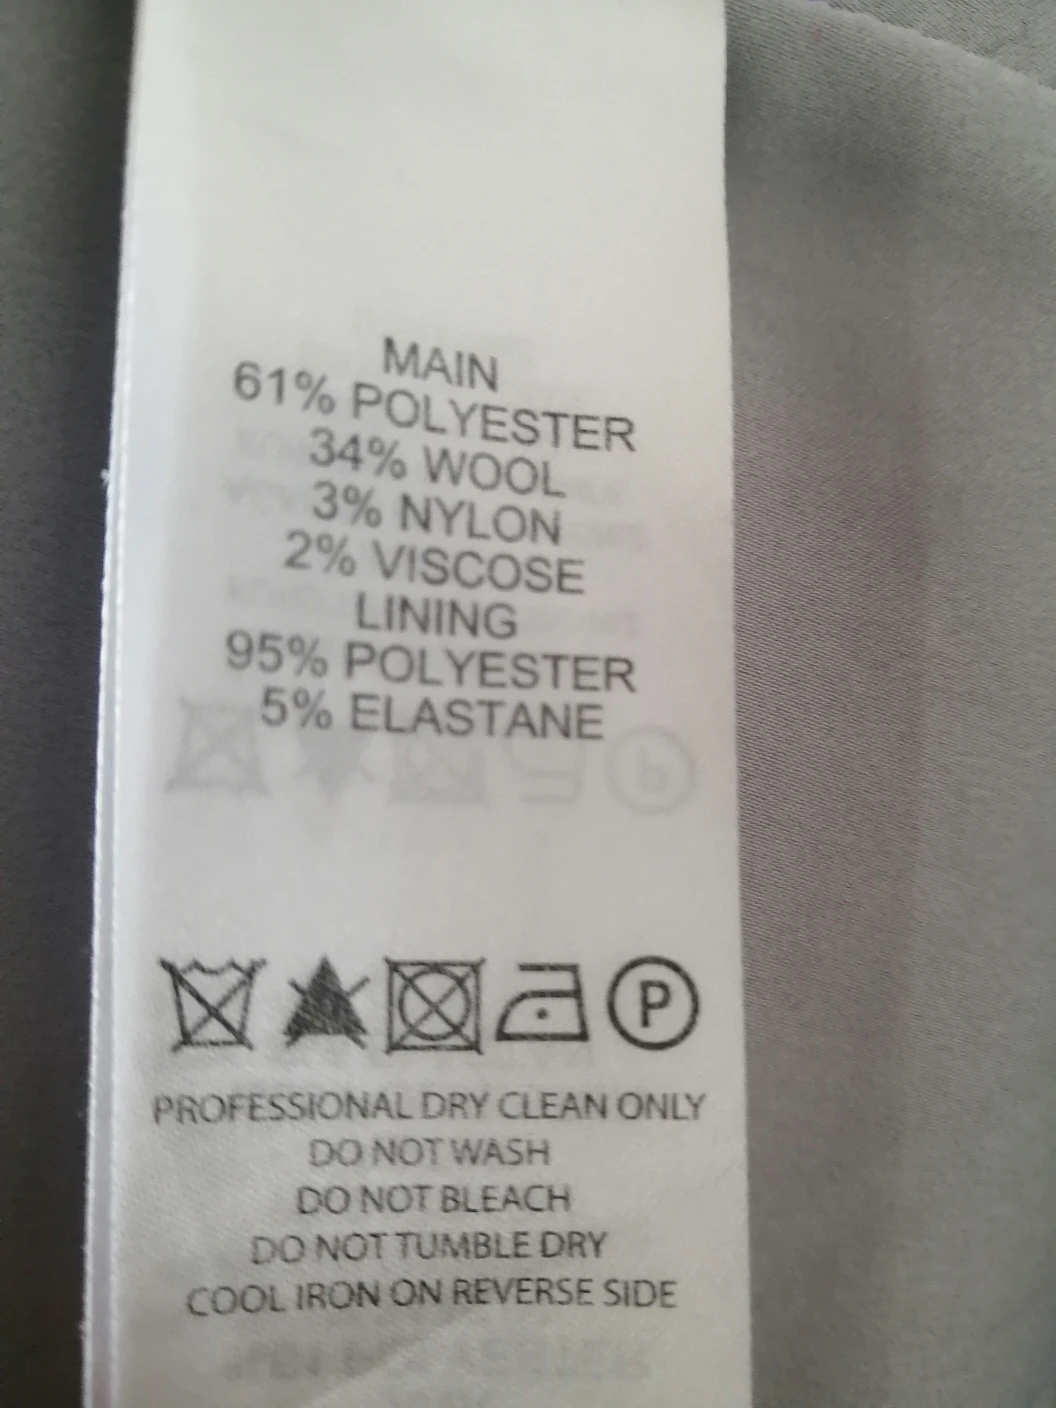 MAIN
61% POLYESTER
34% WOOL
3% NYLON
2% VISCOSE
LINING
95% POLYESTER
5% ELASTANE
P
PROFESSIONAL DRY CLEAN ONLY
DO NOT WASH
DO NOT BLEACH
DO NOT TUMBLE DRY
COOL IRON ON REVERSE SIDE